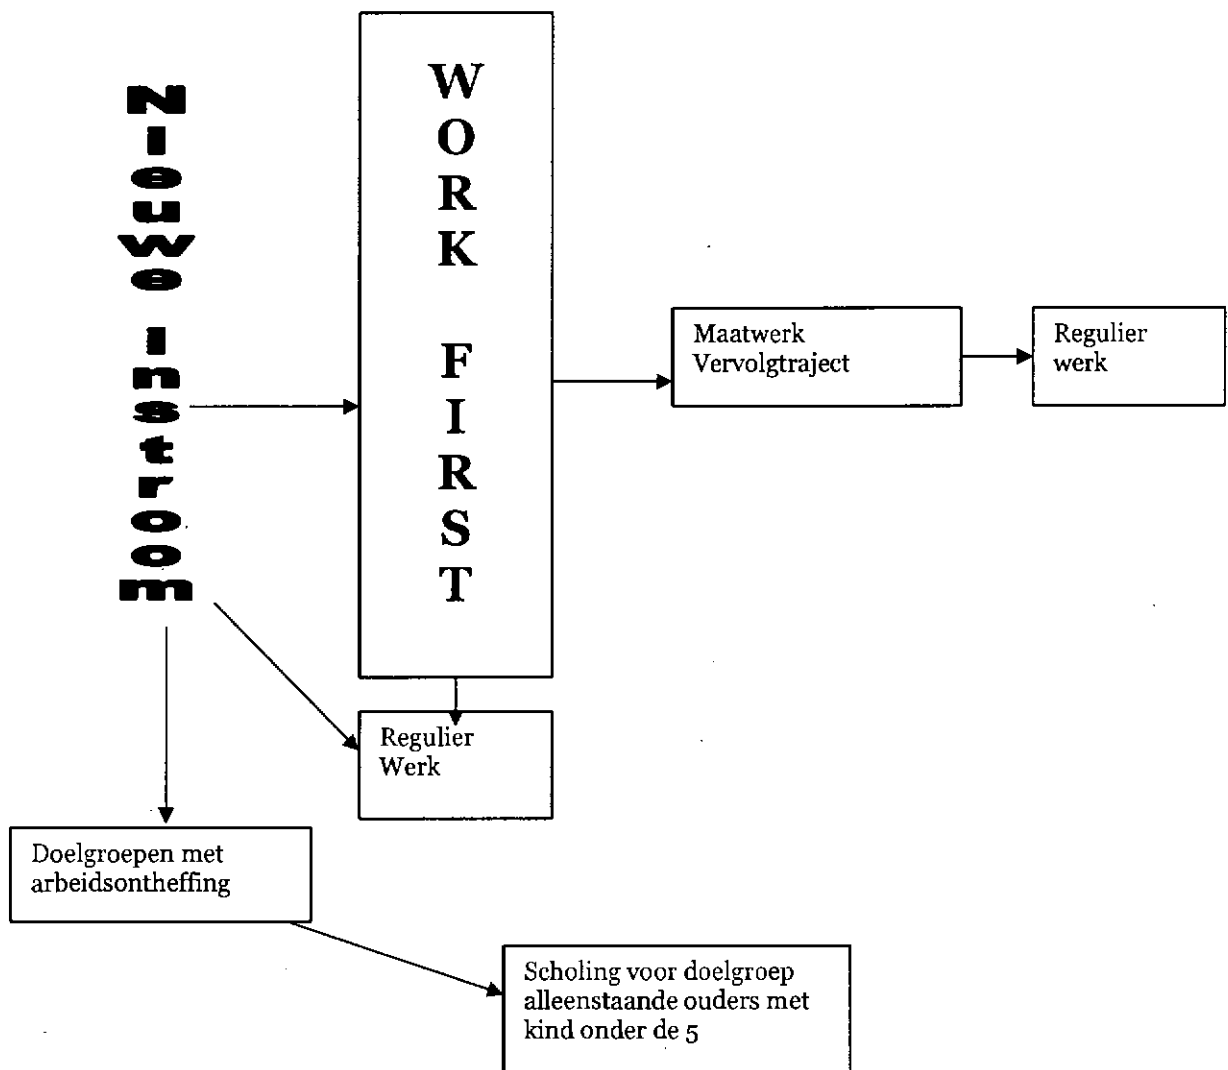 Nieuwe instroom
WORK FIRST
Maatwerk
Vervolgtraject
Regulier
werk
Regulier
Werk
Doelgroepen met
arbeidsontheffing
Scholing voor doelgroep
alleenstaande ouders met
kind onder de 5